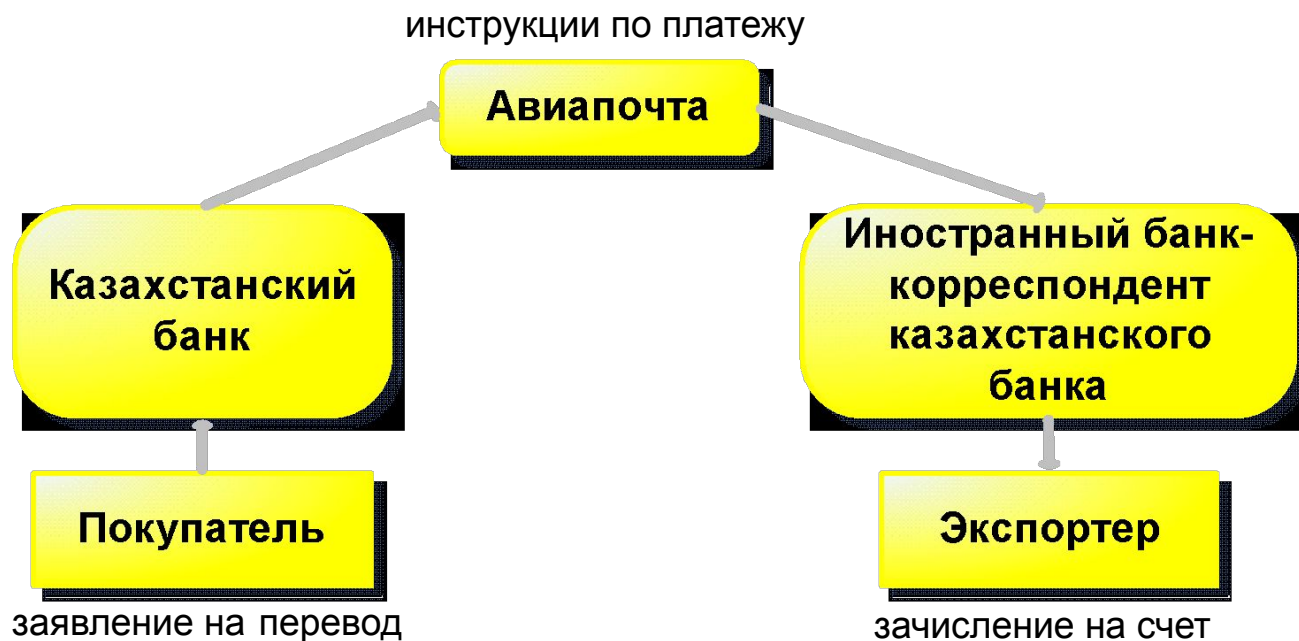 инструкции по платежу
Авиапочта
Казахстанский
банк
Иностранный банк-
корреспондент
казахстанского
банка
Покупатель
Экспортер
заявление на перевод
зачисление на счет